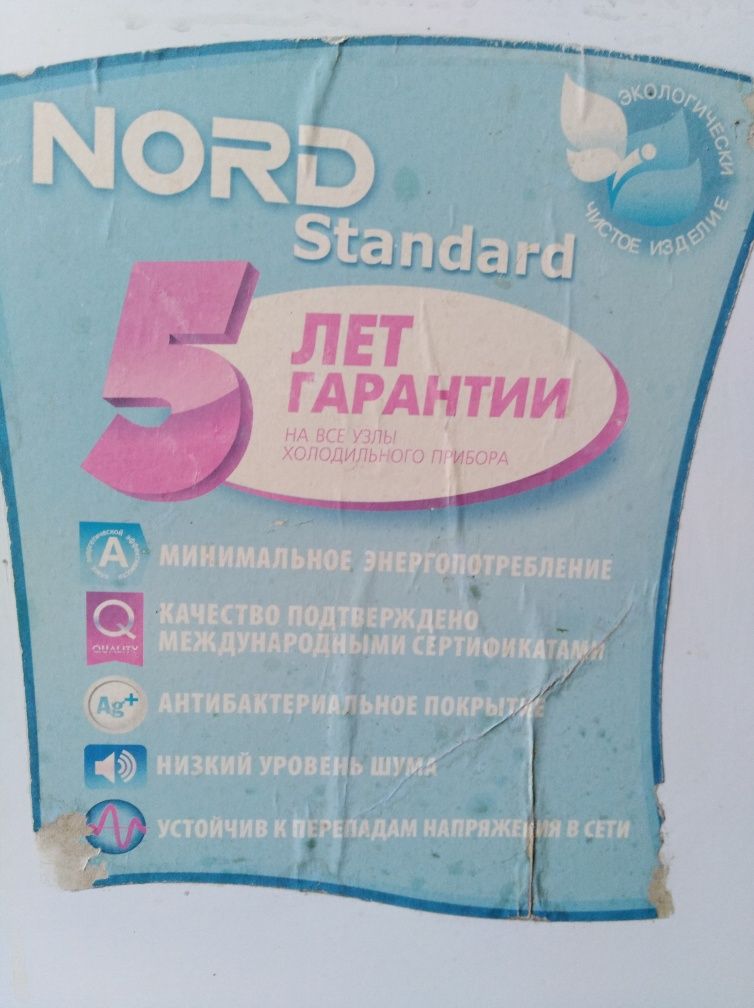 NORD
Standard
ЭКОЛОГИЧЕСКИ
ЧИСТОЕ ИЗДЕЛИЕ
5 ЛЕТ
ГАРАНТИИ
НА ВСЕ УЗЛЫ
ХОЛОДИЛЬНОГО ПРИБОРА
A
МИНИМАЛЬНОЕ ЭНЕРГОПОТРЕБЛЕНИЕ
Q
QUALITY
КАЧЕСТВО ПОДТВЕРЖДЕНО
МЕЖДУНАРОДНЫМИ СЕРТИФИКАТАМИ
Ag+
АНТИБАКТЕРИАЛЬНОЕ ПОКРЫТИЕ
НИЗКИЙ УРОВЕНЬ ШУМА
УСТОЙЧИВ К ПЕРЕПАДАМ НАПРЯЖЕНИЯ В СЕТИ